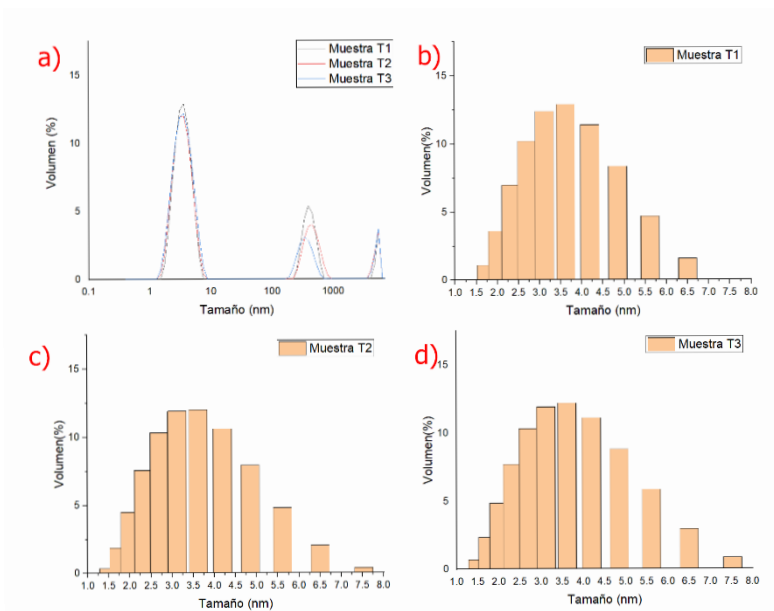 a)
Muestra T1
Muestra T2
Muestra T3
15
10
5
0
Volumen (%)
0.1 1 10 100 1000
Tamaño (nm)
b)
Muestra T1
15
10
5
0
Volumen(%)
1.0 1.5 2.0 2.5 3.0 3.5 4.0 4.5 5.0 5.5 6.0 6.5 7.0 7.5 8.0
Tamaño (nm)
c)
Muestra T2
15
10
5
0
Volumen(%)
1.0 1.5 2.0 2.5 3.0 3.5 4.0 4.5 5.0 5.5 6.0 6.5 7.0 7.5 8.0
Tamaño (nm)
d)
Muestra T3
15
10
5
0
Volumen(%)
1.0 1.5 2.0 2.5 3.0 3.5 4.0 4.5 5.0 5.5 6.0 6.5 7.0 7.5 8.0
Tamaño (nm)